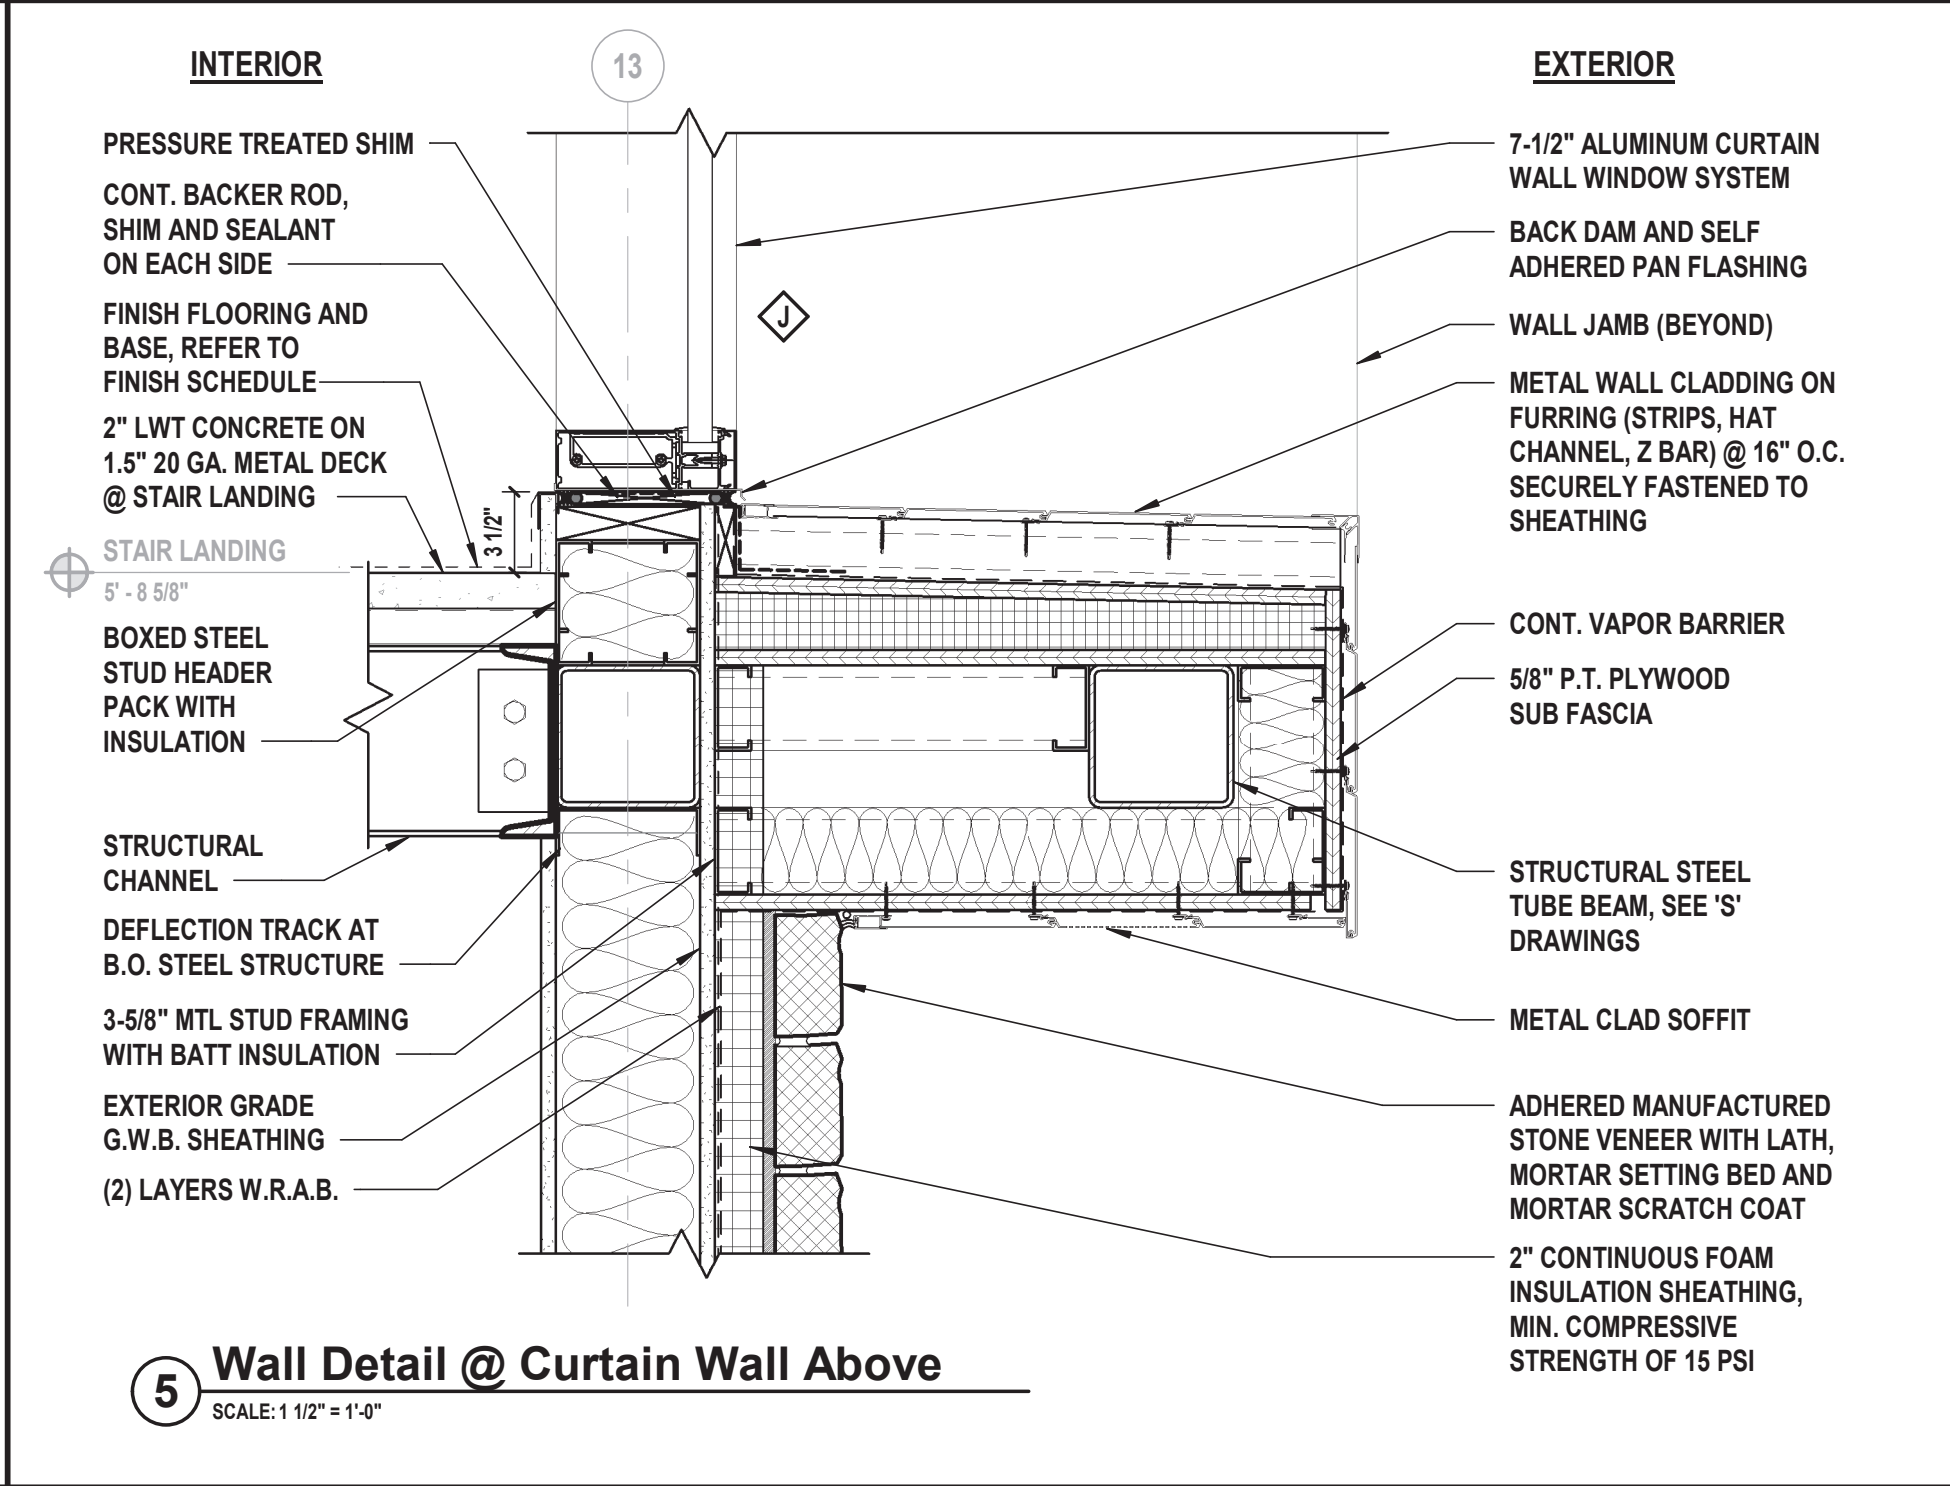 INTERIOR
13
EXTERIOR
PRESSURE TREATED SHIM
CONT. BACKER ROD,
SHIM AND SEALANT
ON EACH SIDE
FINISH FLOORING AND
BASE, REFER TO
FINISH SCHEDULE
2" LWT CONCRETE ON
1.5" 20 GA. METAL DECK
@ STAIR LANDING
3 1/2"
STAIR LANDING
5' - 8 5/8"
BOXED STEEL
STUD HEADER
PACK WITH
INSULATION
STRUCTURAL
CHANNEL
DEFLECTION TRACK AT
B.O. STEEL STRUCTURE
3-5/8" MTL STUD FRAMING
WITH BATT INSULATION
EXTERIOR GRADE
G.W.B. SHEATHING
(2) LAYERS W.R.A.B.
J
7-1/2" ALUMINUM CURTAIN
WALL WINDOW SYSTEM
BACK DAM AND SELF
ADHERED PAN FLASHING
WALL JAMB (BEYOND)
METAL WALL CLADDING ON
FURRING (STRIPS, HAT
CHANNEL, Z BAR) @ 16" O.C.
SECURELY FASTENED TO
SHEATHING
CONT. VAPOR BARRIER
5/8" P.T. PLYWOOD
SUB FASCIA
STRUCTURAL STEEL
TUBE BEAM, SEE 'S'
DRAWINGS
METAL CLAD SOFFIT
ADHERED MANUFACTURED
STONE VENEER WITH LATH,
MORTAR SETTING BED AND
MORTAR SCRATCH COAT
2" CONTINUOUS FOAM
INSULATION SHEATHING,
MIN. COMPRESSIVE
STRENGTH OF 15 PSI
5
Wall Detail @ Curtain Wall Above
SCALE: 1 1/2" = 1'-0"